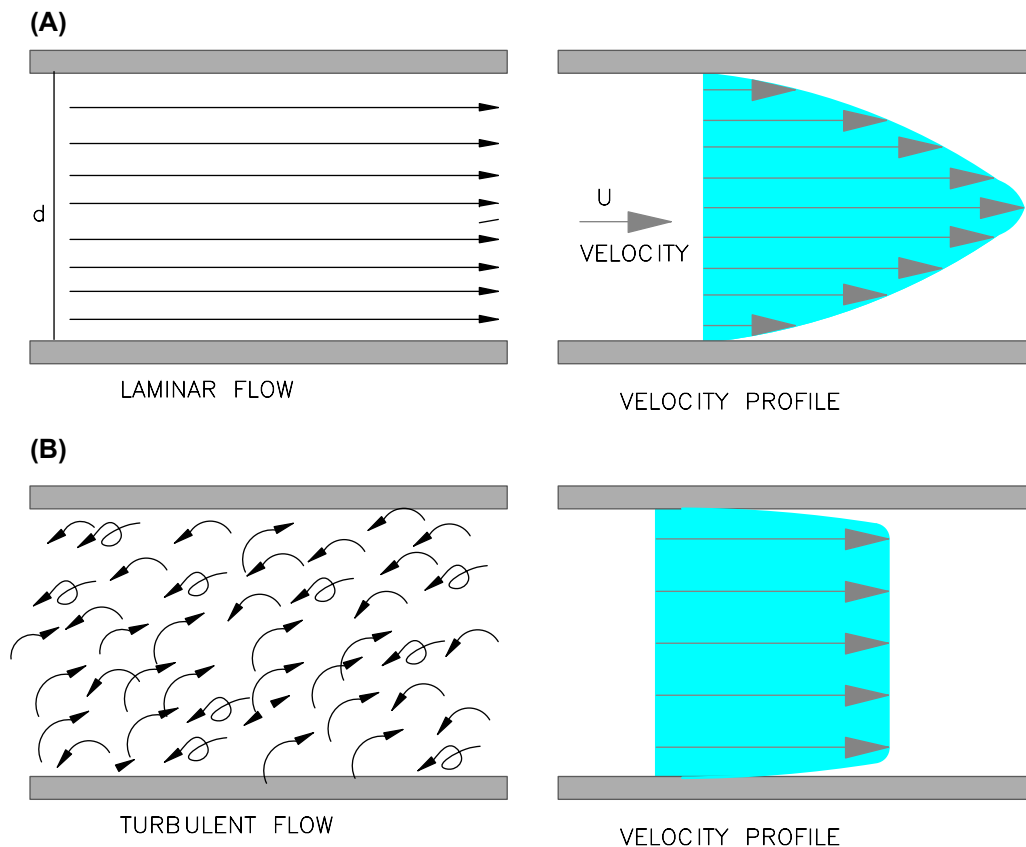 (A)
d
U
VELOCITY
LAMINAR FLOW
VELOCITY PROFILE
(B)
TURBULENT FLOW
VELOCITY PROFILE